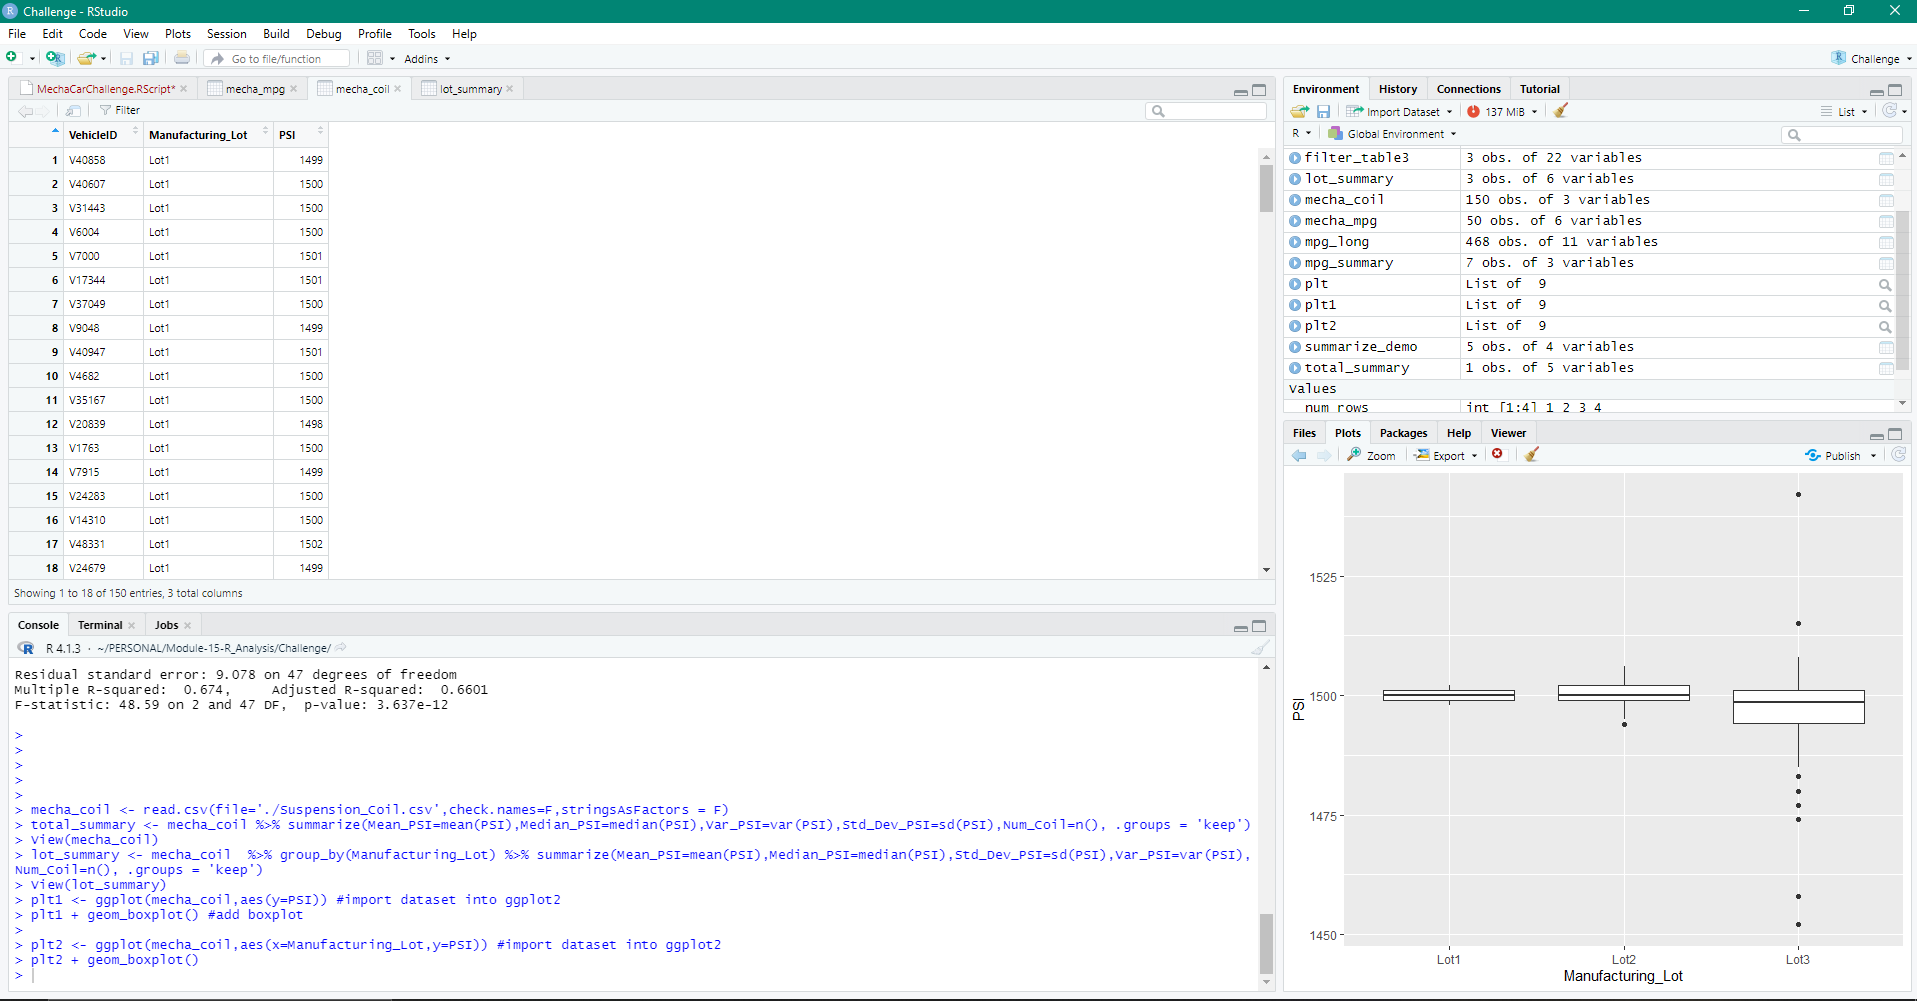 Challenge - RStudio
File Edit Code View Plots Session Build Debug Profile Tools Help
Go to file/function Addins Challenge
MechaCarChallenge.RScript* mecha_mpg mecha_coil lot_summary
Filter
VehicleID Manufacturing_Lot PSI
1 V40858 Lot1 1499
2 V40607 Lot1 1500
3 V31443 Lot1 1500
4 V6004 Lot1 1500
5 V7000 Lot1 1501
6 V17344 Lot1 1501
7 V37049 Lot1 1500
8 V9048 Lot1 1499
9 V40947 Lot1 1501
10 V4682 Lot1 1500
11 V35167 Lot1 1500
12 V20839 Lot1 1498
13 V1763 Lot1 1500
14 V7915 Lot1 1499
15 V24283 Lot1 1500
16 V14310 Lot1 1500
17 V48331 Lot1 1502
18 V24679 Lot1 1499
Showing 1 to 18 of 150 entries, 3 total columns
Console Terminal Jobs
R 4.1.3 · ~/PERSONAL/Module-15-R_Analysis/Challenge/
Residual standard error: 9.078 on 47 degrees of freedom
Multiple R-squared:  0.674,	Adjusted R-squared:  0.6601
F-statistic: 48.59 on 2 and 47 DF,  p-value: 3.637e-12
>
>
>
>
>
> mecha_coil <- read.csv(file='./Suspension_Coil.csv',check.names=F,stringsAsFactors = F)
> total_summary <- mecha_coil %>% summarize(Mean_PSI=mean(PSI),Median_PSI=median(PSI),Var_PSI=var(PSI),Std_Dev_PSI=sd(PSI),Num_Coil=n(), .groups = 'keep')
> View(mecha_coil)
> lot_summary <- mecha_coil  %>% group_by(Manufacturing_Lot) %>% summarize(Mean_PSI=mean(PSI),Median_PSI=median(PSI),Std_Dev_PSI=sd(PSI),Var_PSI=var(PSI),
Num_Coil=n(), .groups = 'keep')
> View(lot_summary)
> plt1 <- ggplot(mecha_coil,aes(y=PSI)) #import dataset into ggplot2
> plt1 + geom_boxplot() #add boxplot
>
> plt2 <- ggplot(mecha_coil,aes(x=Manufacturing_Lot,y=PSI)) #import dataset into ggplot2
> plt2 + geom_boxplot()
>
Environment History Connections Tutorial
Import Dataset 137 MiB List
R Global Environment
filter_table3 3 obs. of 22 variables
lot_summary 3 obs. of 6 variables
mecha_coil 150 obs. of 3 variables
mecha_mpg 50 obs. of 6 variables
mpg_long 468 obs. of 11 variables
mpg_summary 7 obs. of 3 variables
plt List of  9
plt1 List of  9
plt2 List of  9
summarize_demo 5 obs. of 4 variables
total_summary 1 obs. of 5 variables
Values
num_rows int [1:4] 1 2 3 4
Files Plots Packages Help Viewer
Zoom Export Publish
1525
1500
1475
1450
PSI
Lot1 Lot2 Lot3
Manufacturing_Lot